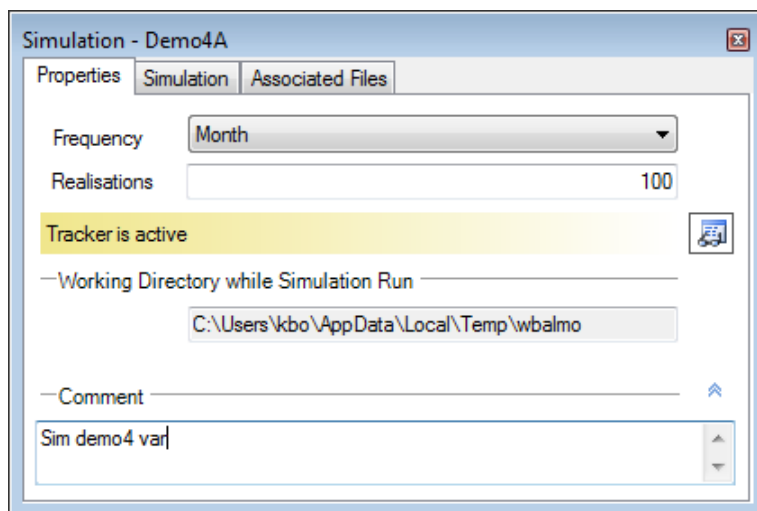 Simulation - Demo4A
Properties Simulation Associated Files
Frequency Month
Realisations 100
Tracker is active
Working Directory while Simulation Run
C:\Users\kbo\AppData\Local\Temp\wbalmo
Comment
Sim demo4 var